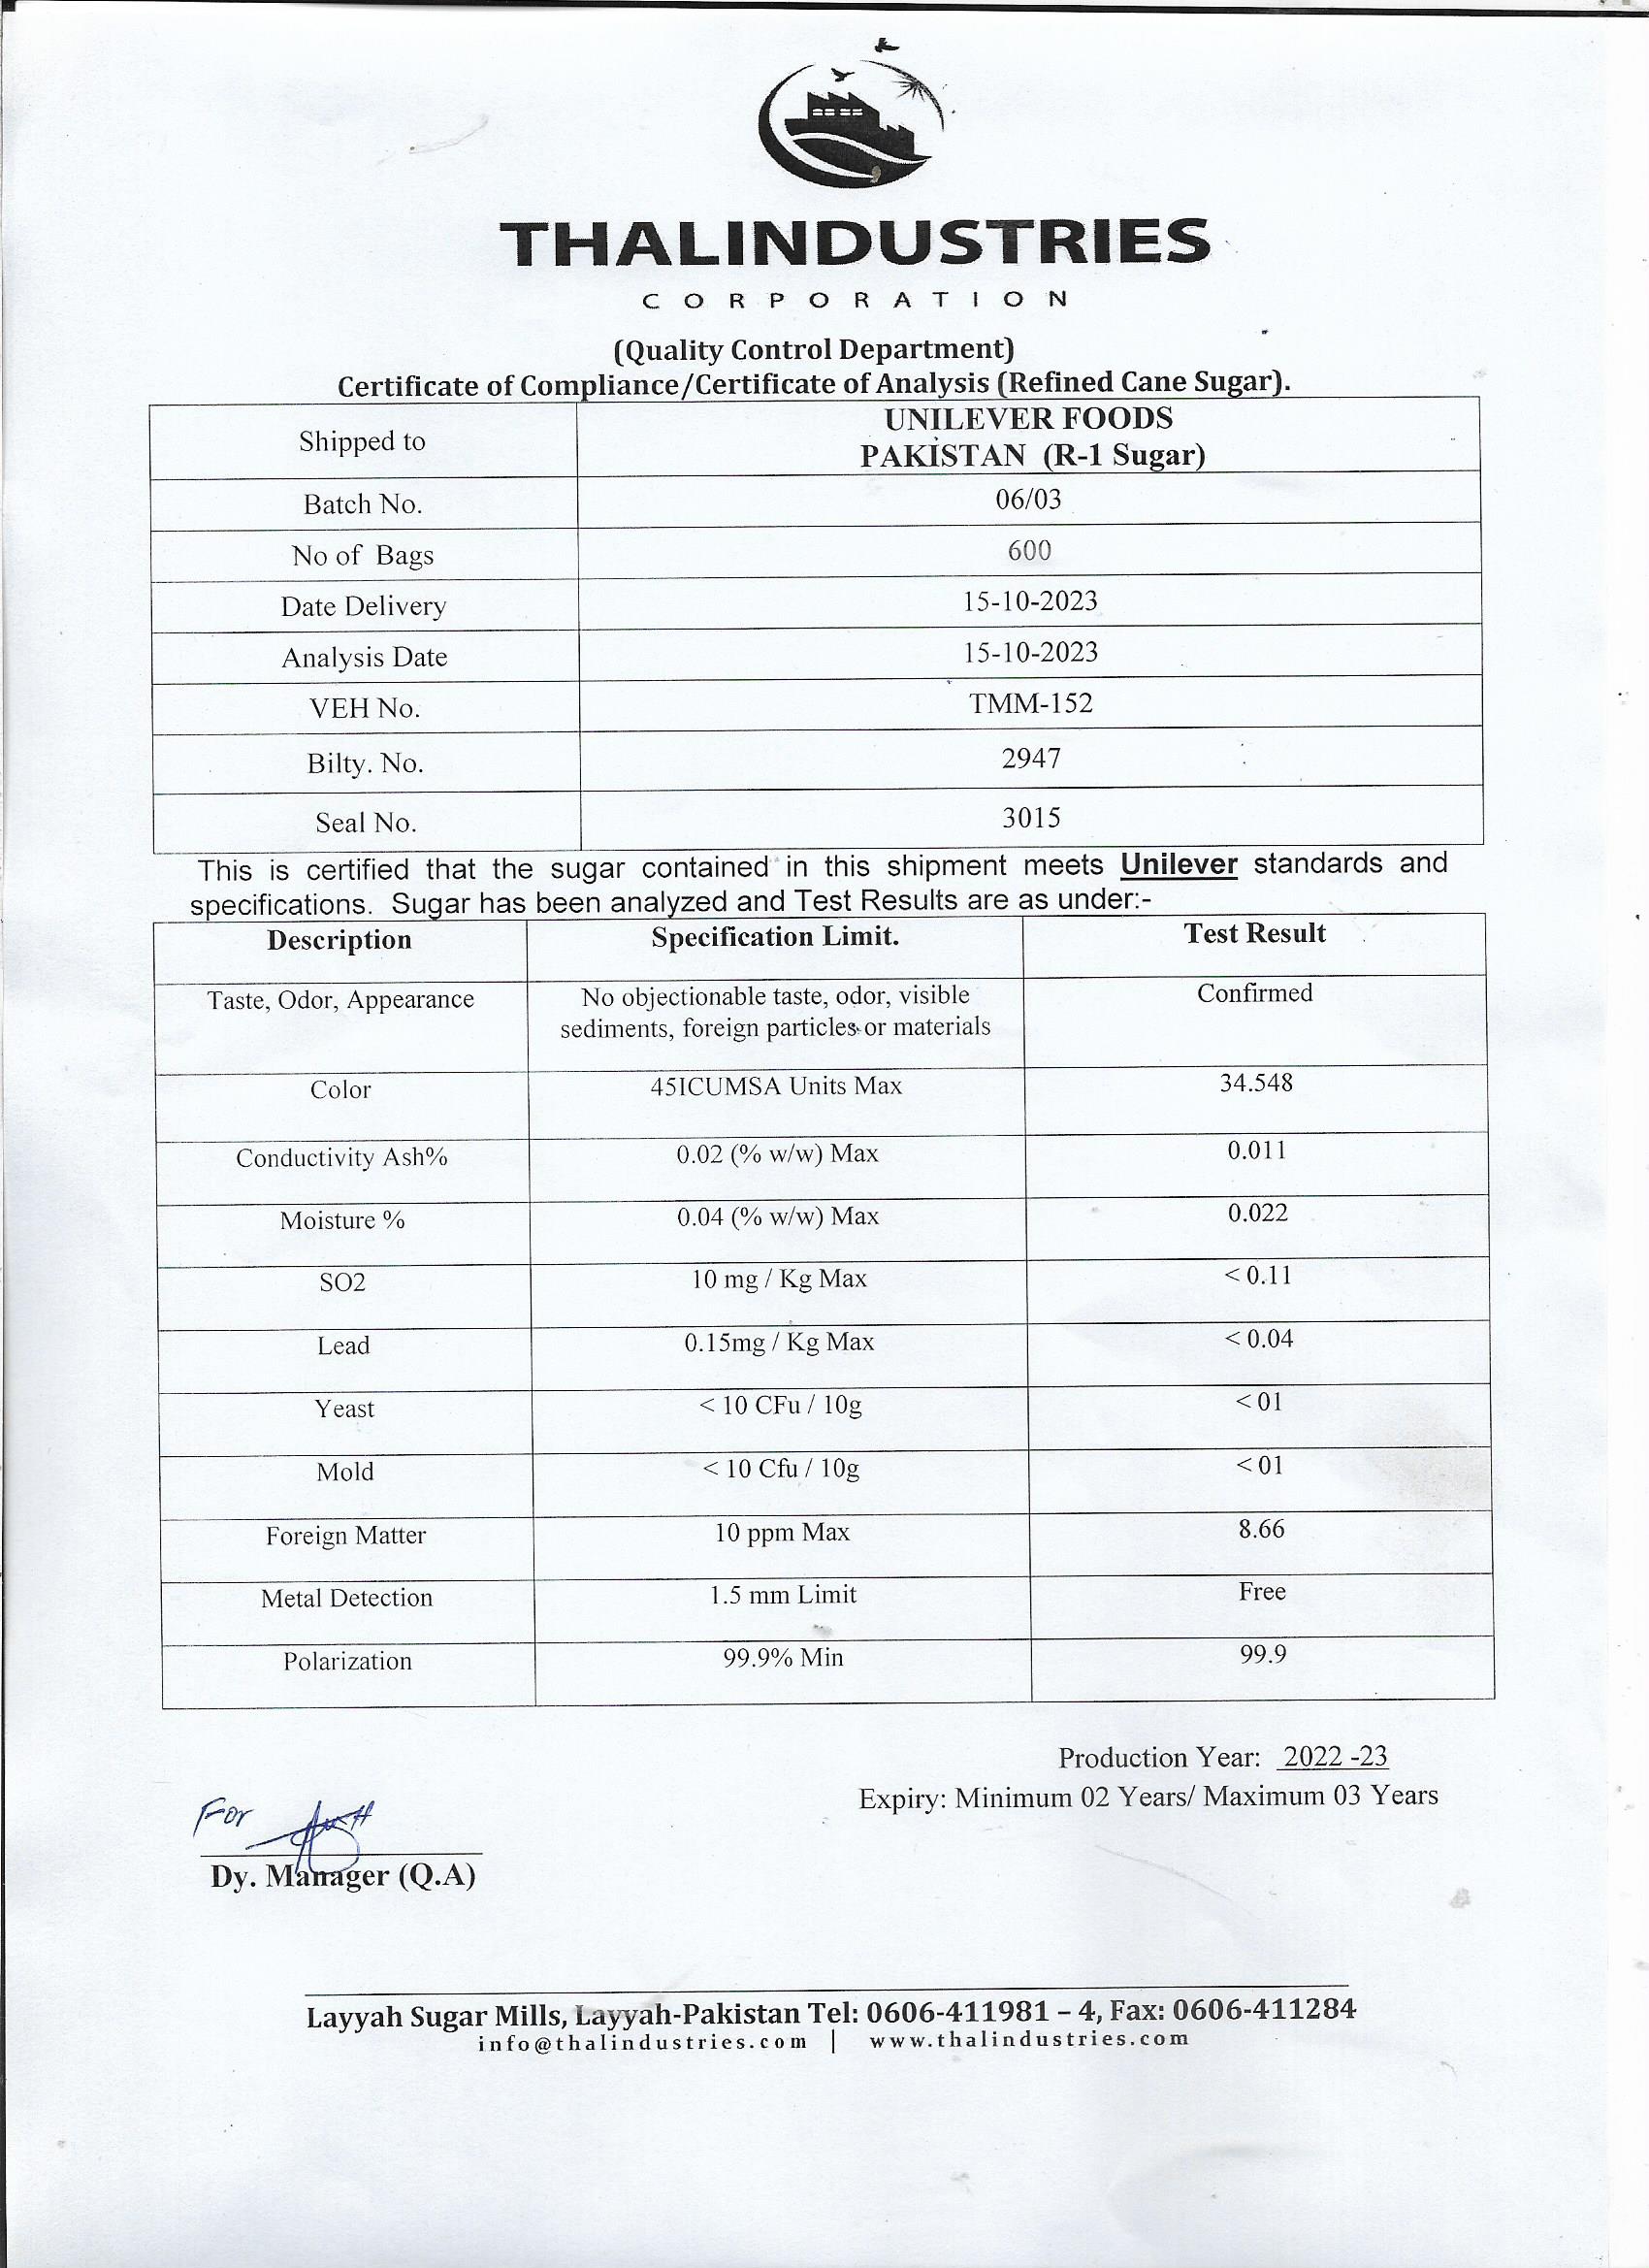 THALINDUSTRIES
CORPORATION
(Quality Control Department)
Certificate of Compliance/Certificate of Analysis (Refined Cane Sugar).
Shipped to UNILEVER FOODS
PAKISTAN (R-1 Sugar)
Batch No. 06/03
No of Bags 600
Date Delivery 15-10-2023
Analysis Date 15-10-2023
VEH No. TMM-152
Bilty. No. 2947
Seal No. 3015
This is certified that the sugar contained in this shipment meets Unilever standards and
specifications. Sugar has been analyzed and Test Results are as under:-
Description Specification Limit. Test Result
Taste, Odor, Appearance No objectionable taste, odor, visible Confirmed
sediments, foreign particles or materials
Color 45ICUMSA Units Max 34.548
Conductivity Ash% 0.02 (% w/w) Max 0.011
Moisture % 0.04 (% w/w) Max 0.022
SO2 10 mg / Kg Max < 0.11
Lead 0.15mg / Kg Max < 0.04
Yeast < 10 CFu / 10g < 01
Mold < 10 Cfu / 10g < 01
Foreign Matter 10 ppm Max 8.66
Metal Detection 1.5 mm Limit Free
Polarization 99.9% Min 99.9
Production Year: 2022 -23
Expiry: Minimum 02 Years/ Maximum 03 Years
For
Dy. Manager (Q.A)
Layyah Sugar Mills, Layyah-Pakistan Tel: 0606-411981 – 4, Fax: 0606-411284
info@thalindustries.com | www.thalindustries.com